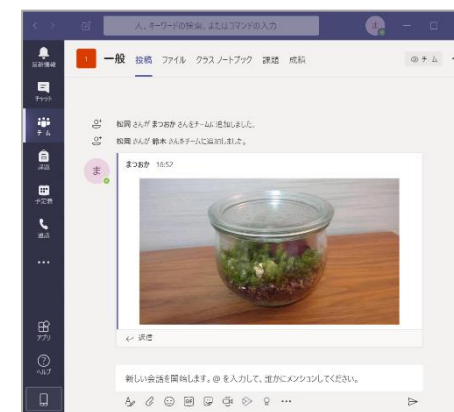 人、キーワードの検索、またはコマンドの入力
ま
最新情報
チャット
チーム
課題
予定表
通話
アプリ
ヘルプ
1
一般 投稿 ファイル クラス ノートブック 課題 成績
チーム
松岡 さんが まつおか さんをチームに追加しました。
松岡 さんが 鈴木 さんをチームに追加しました。
ま
まつおか 16:52
返信
新しい会話を開始します。@ を入力して、誰かにメンションしてください。
GIF